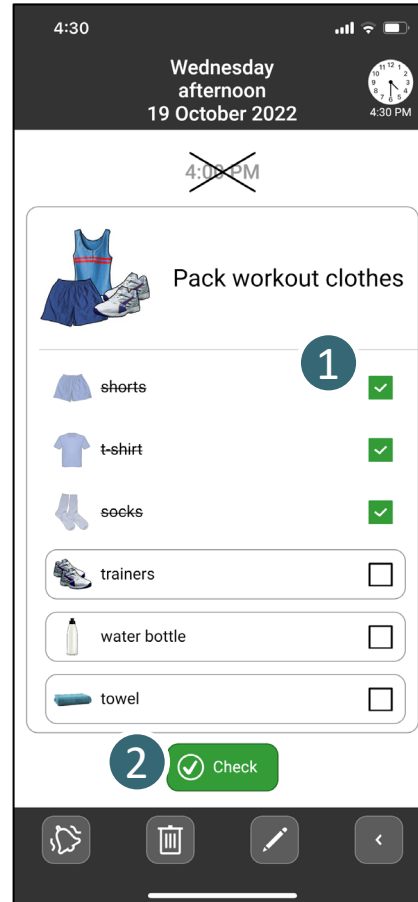 4:30
Wednesday
afternoon
19 October 2022
4:30 PM
4:00 PM
Pack workout clothes
1
shorts
t-shirt
socks
trainers
water bottle
towel
2
Check